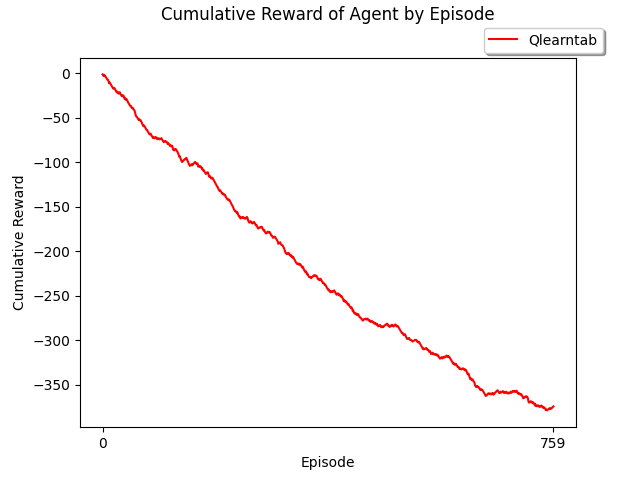 Cumulative Reward of Agent by Episode
Qlearntab
0
−50
−100
−150
−200
−250
−300
−350
Cumulative Reward
0 759
Episode